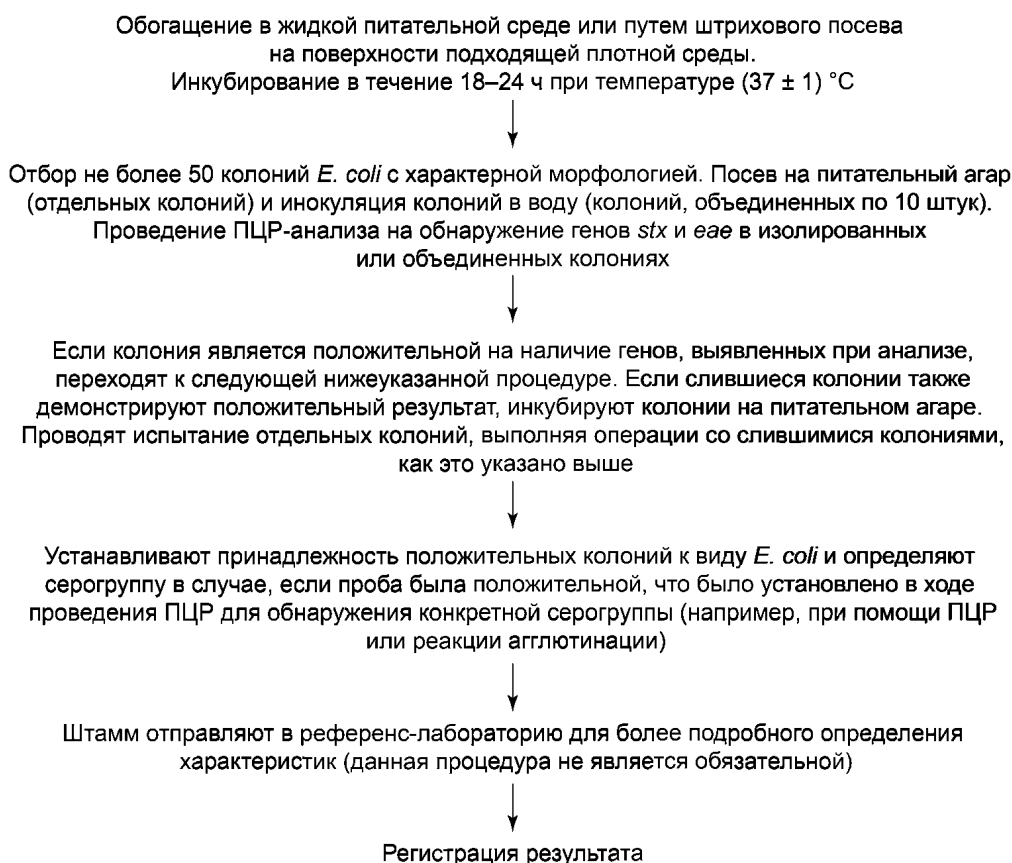 Обогащение в жидкой питательной среде или путем штрихового посева
на поверхности подходящей плотной среды.
Инкубирование в течение 18–24 ч при температуре (37 ± 1) °C
Отбор не более 50 колоний E. coli с характерной морфологией. Посев на питательный агар
(отдельных колоний) и инокуляция колоний в воду (колоний, объединенных по 10 штук).
Проведение ПЦР-анализа на обнаружение генов stx и eae в изолированных
или объединенных колониях
Если колония является положительной на наличие генов, выявленных при анализе,
переходят к следующей нижеуказанной процедуре. Если слившиеся колонии также
демонстрируют положительный результат, инкубируют колонии на питательном агаре.
Проводят испытание отдельных колоний, выполняя операции со слившимися колониями,
как это указано выше
Устанавливают принадлежность положительных колоний к виду E. coli и определяют
серогруппу в случае, если проба была положительной, что было установлено в ходе
проведения ПЦР для обнаружения конкретной серогруппы (например, при помощи ПЦР
или реакции агглютинации)
Штамм отправляют в референс-лабораторию для более подробного определения
характеристик (данная процедура не является обязательной)
Регистрация результата